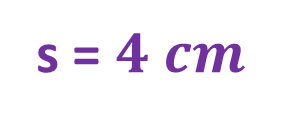 s = 4 cm